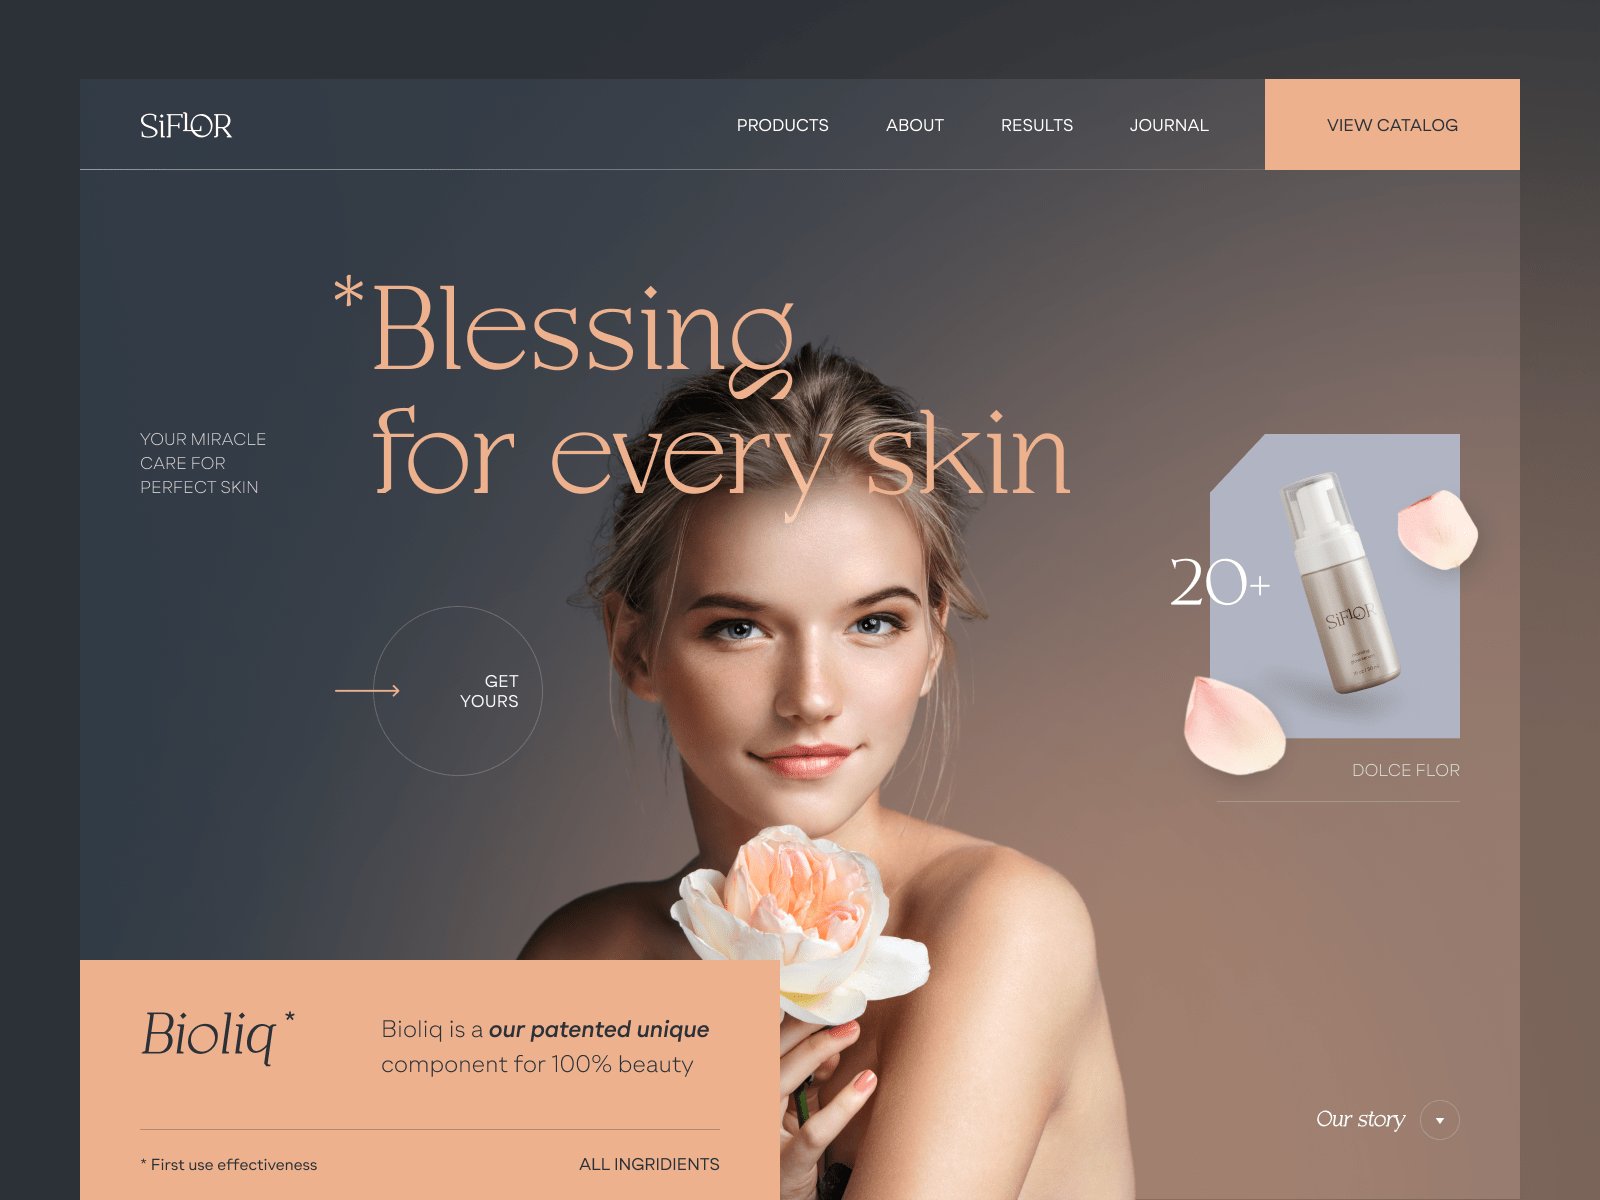 SiFLOR
PRODUCTS
ABOUT
RESULTS
JOURNAL
VIEW CATALOG
*Blessing
for every skin
YOUR MIRACLE
CARE FOR
PERFECT SKIN
GET
YOURS
20+
SiFLOR
DOLCE FLOR
Bioliq*
Bioliq is a our patented unique
component for 100% beauty
* First use effectiveness
ALL INGRIDIENTS
Our story